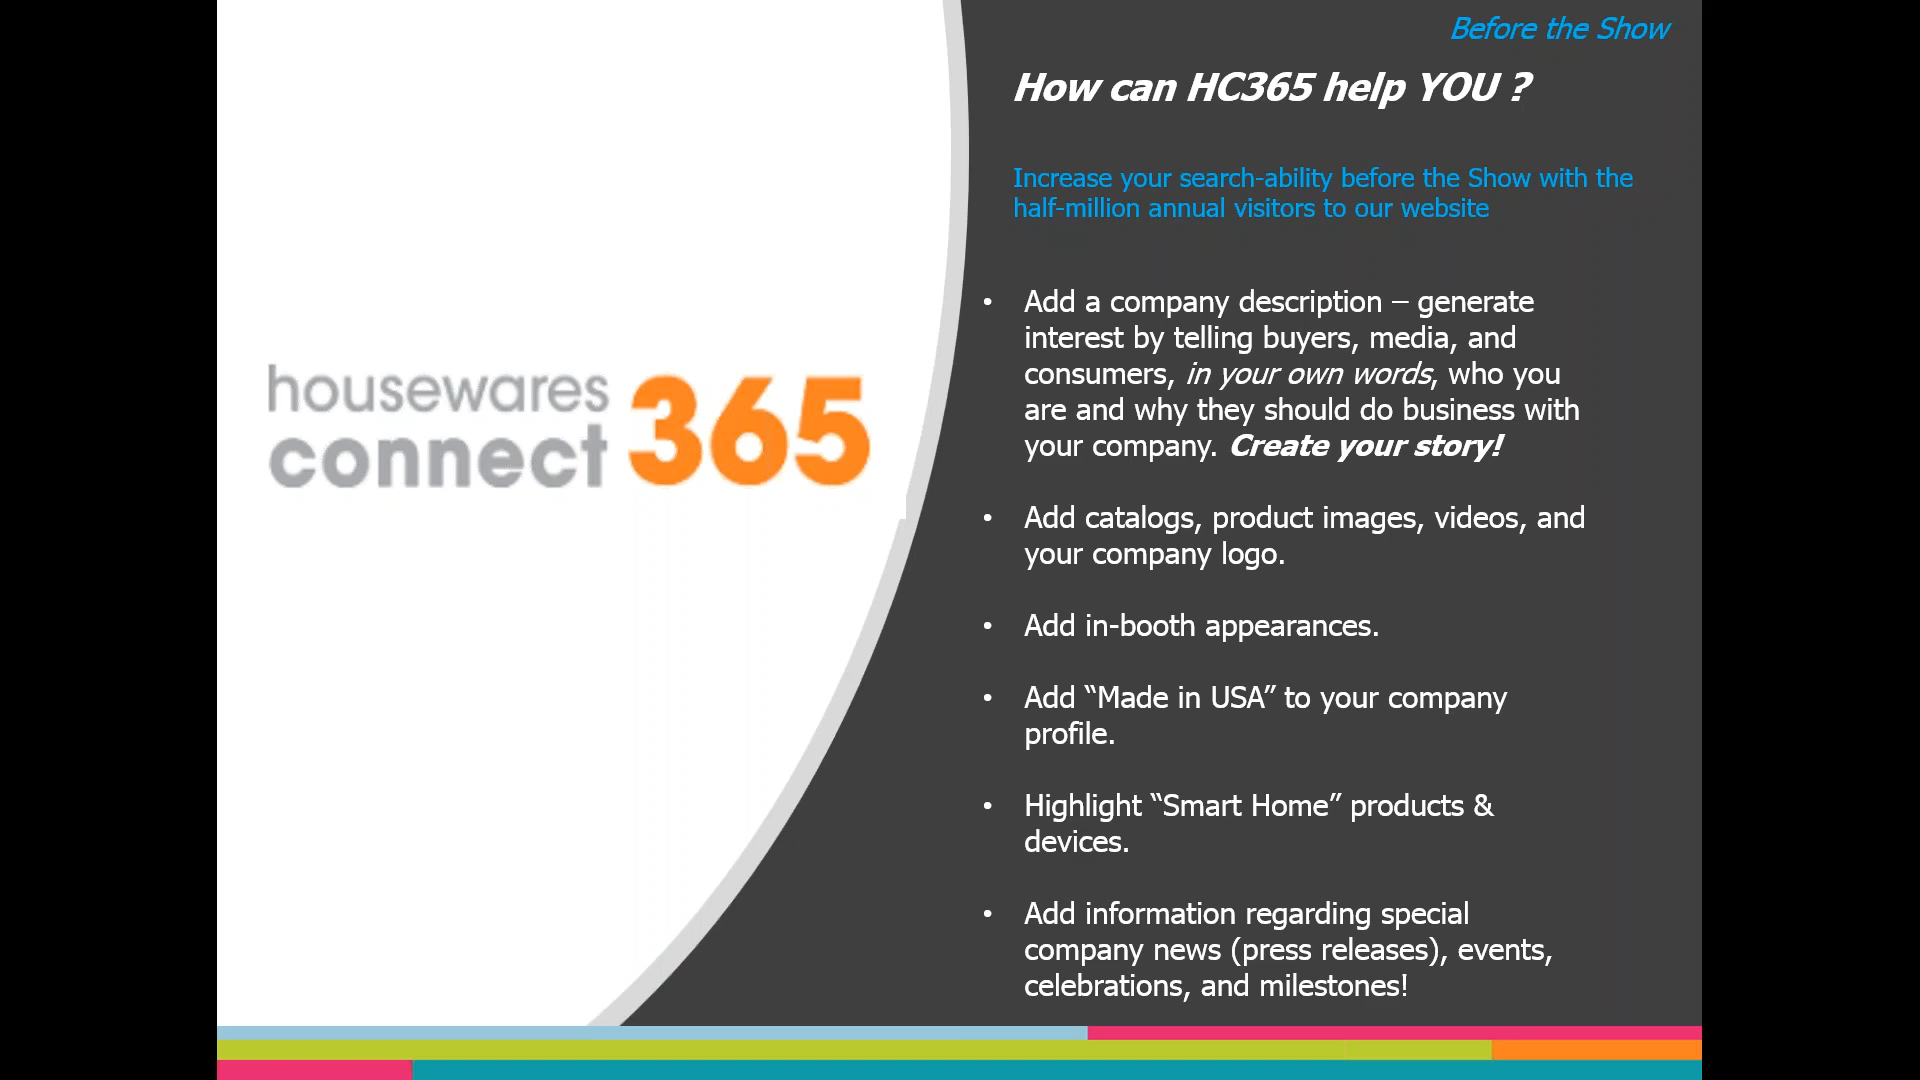 Before the Show
How can HC365 help YOU ?
Increase your search-ability before the Show with the
half-million annual visitors to our website
housewares
connect 365
• Add a company description – generate
interest by telling buyers, media, and
consumers, in your own words, who you
are and why they should do business with
your company. Create your story!
• Add catalogs, product images, videos, and
your company logo.
• Add in-booth appearances.
• Add “Made in USA” to your company
profile.
• Highlight “Smart Home” products &
devices.
• Add information regarding special
company news (press releases), events,
celebrations, and milestones!